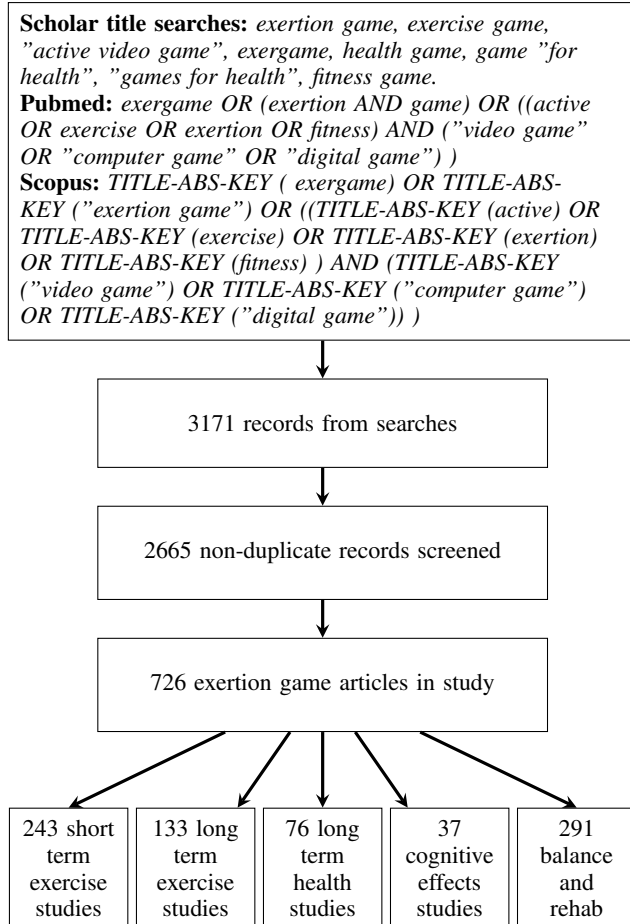 Scholar title searches: exertion game, exercise game,
"active video game", exergame, health game, game "for
health", "games for health", fitness game.
Pubmed: exergame OR (exertion AND game) OR ((active
OR exercise OR exertion OR fitness) AND ("video game"
OR "computer game" OR "digital game") )
Scopus: TITLE-ABS-KEY ( exergame) OR TITLE-ABS-
KEY ("exertion game") OR ((TITLE-ABS-KEY (active) OR
TITLE-ABS-KEY (exercise) OR TITLE-ABS-KEY (exertion)
OR TITLE-ABS-KEY (fitness) ) AND (TITLE-ABS-KEY
("video game") OR TITLE-ABS-KEY ("computer game")
OR TITLE-ABS-KEY ("digital game")) )
3171 records from searches
2665 non-duplicate records screened
726 exertion game articles in study
243 short
term
exercise
studies
133 long
term
exercise
studies
76 long
term
health
studies
37
cognitive
effects
studies
291
balance
and
rehab